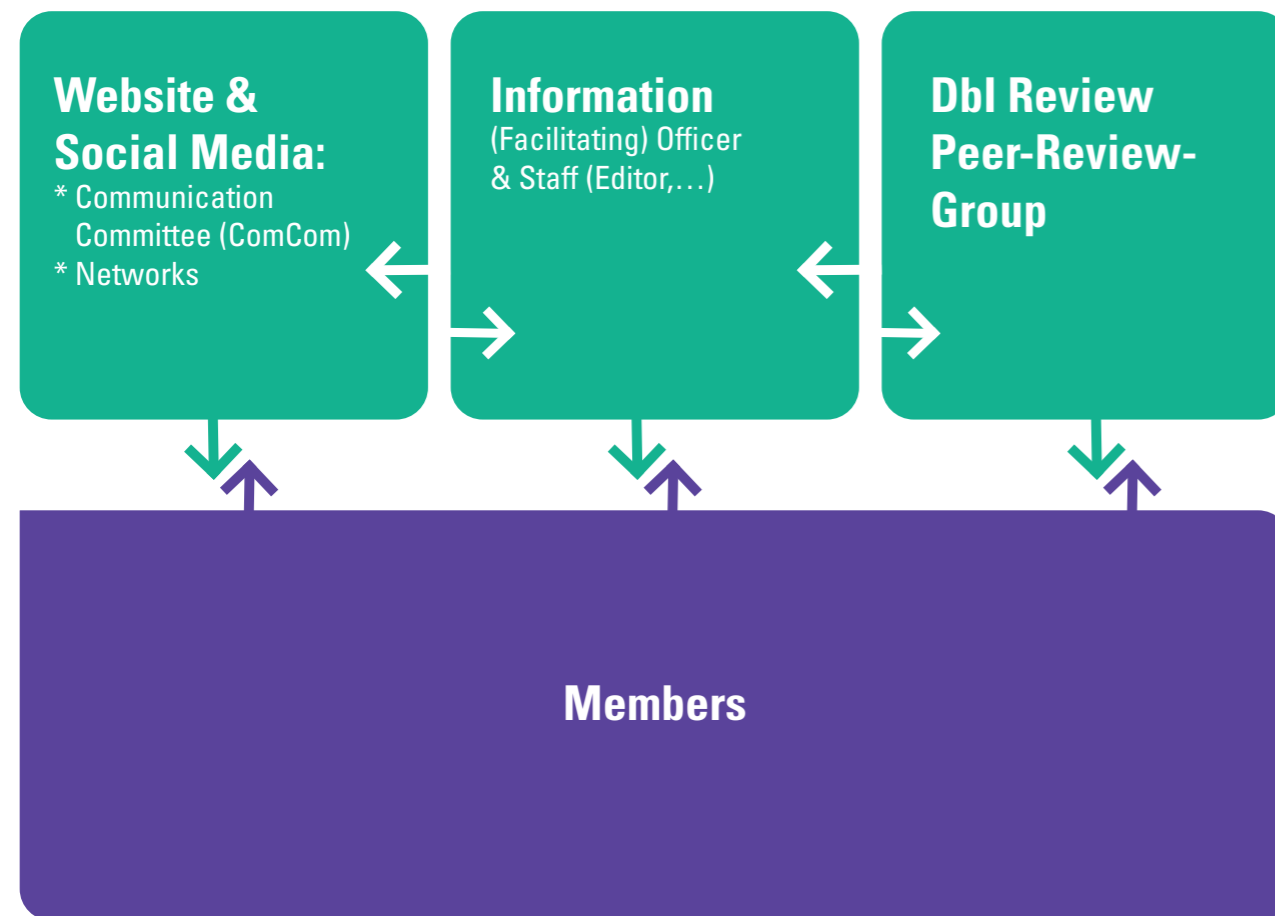 Website &
Social Media:
* Communication
Committee (ComCom)
* Networks
Information
(Facilitating) Officer
& Staff (Editor,…)
Dbl Review
Peer-Review-
Group
Members